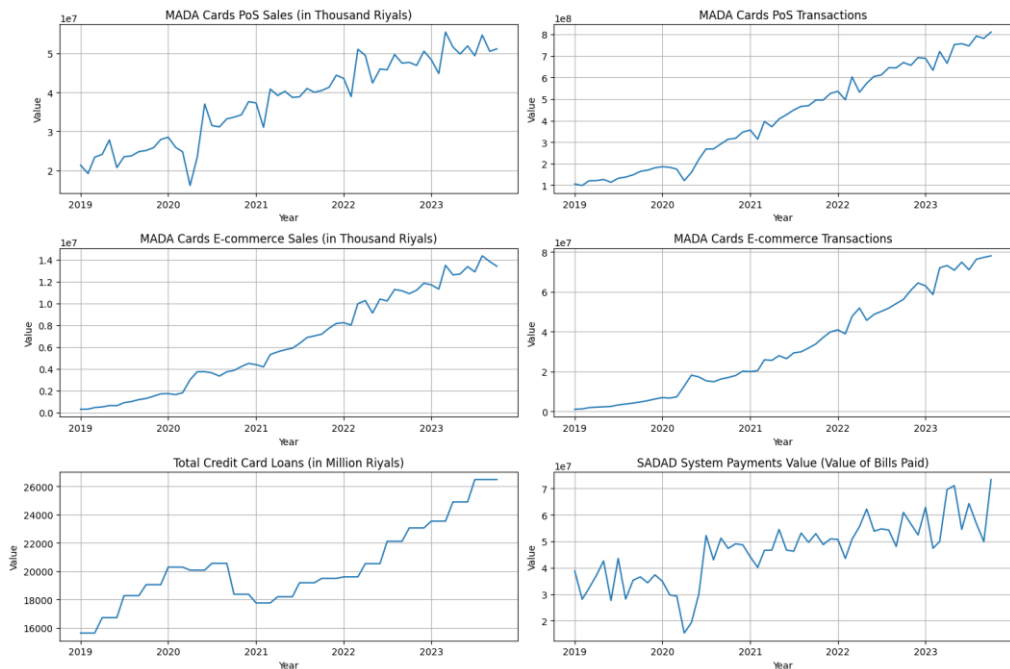 MADA Cards PoS Sales (in Thousand Riyals)
1e7
Value
5
4
3
2
2019 2020 2021 2022 2023
Year
MADA Cards PoS Transactions
1e8
Value
8
7
6
5
4
3
2
1
2019 2020 2021 2022 2023
Year
MADA Cards E-commerce Sales (in Thousand Riyals)
1e7
Value
1.4
1.2
1.0
0.8
0.6
0.4
0.2
0.0
2019 2020 2021 2022 2023
Year
MADA Cards E-commerce Transactions
1e7
Value
8
6
4
2
0
2019 2020 2021 2022 2023
Year
Total Credit Card Loans (in Million Riyals)
Value
26000
24000
22000
20000
18000
16000
2019 2020 2021 2022 2023
Year
SADAD System Payments Value (Value of Bills Paid)
1e7
Value
7
6
5
4
3
2
2019 2020 2021 2022 2023
Year